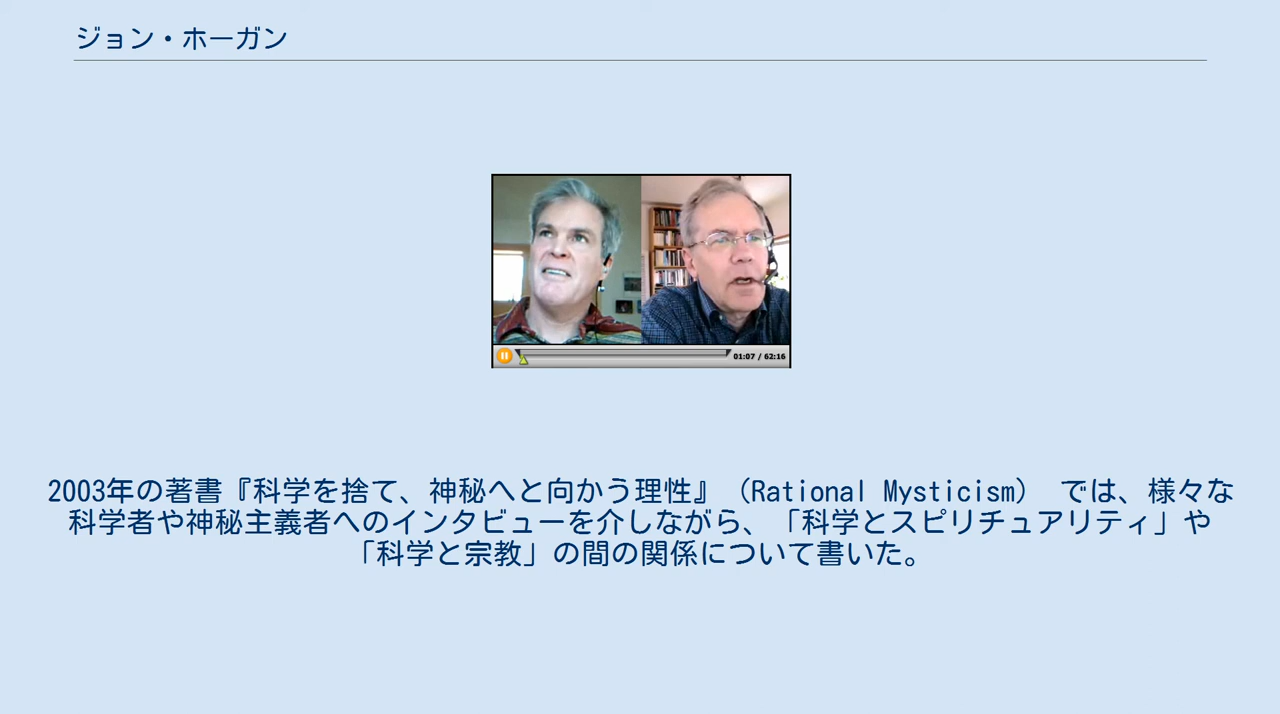 ジョン・ホーガン
01:07 / 62:16
2003年の著書『科学を捨て、神秘へと向かう理性』（Rational Mysticism） では、様々な
科学者や神秘主義者へのインタビューを介しながら、「科学とスピリチュアリティ」や
「科学と宗教」の間の関係について書いた。